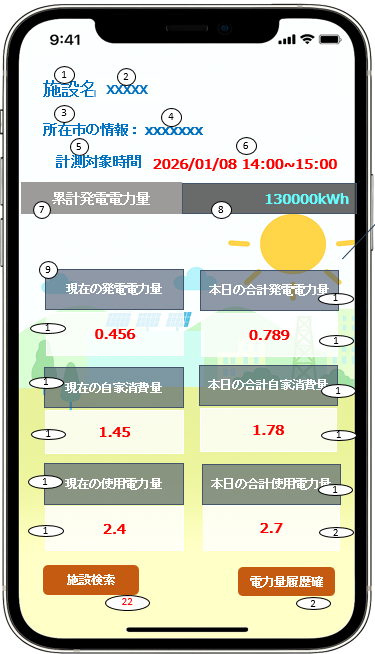 9:41
1 2
施設名 xxxxx
3 4
所在市の情報： xxxxxxx
5 6
計測対象時間 2026/01/08 14:00~15:00
累計発電電力量 130000kWh
7 8
9
現在の発電電力量 本日の合計発電電力量
1
1 1
0.456 0.789
1 1
現在の自家消費量 本日の合計自家消費量
1 1
1.45 1.78
1 1
現在の使用電力量 本日の合計使用電力量
1 2
2.4 2.7
施設検索 電力量履歴確
22 2